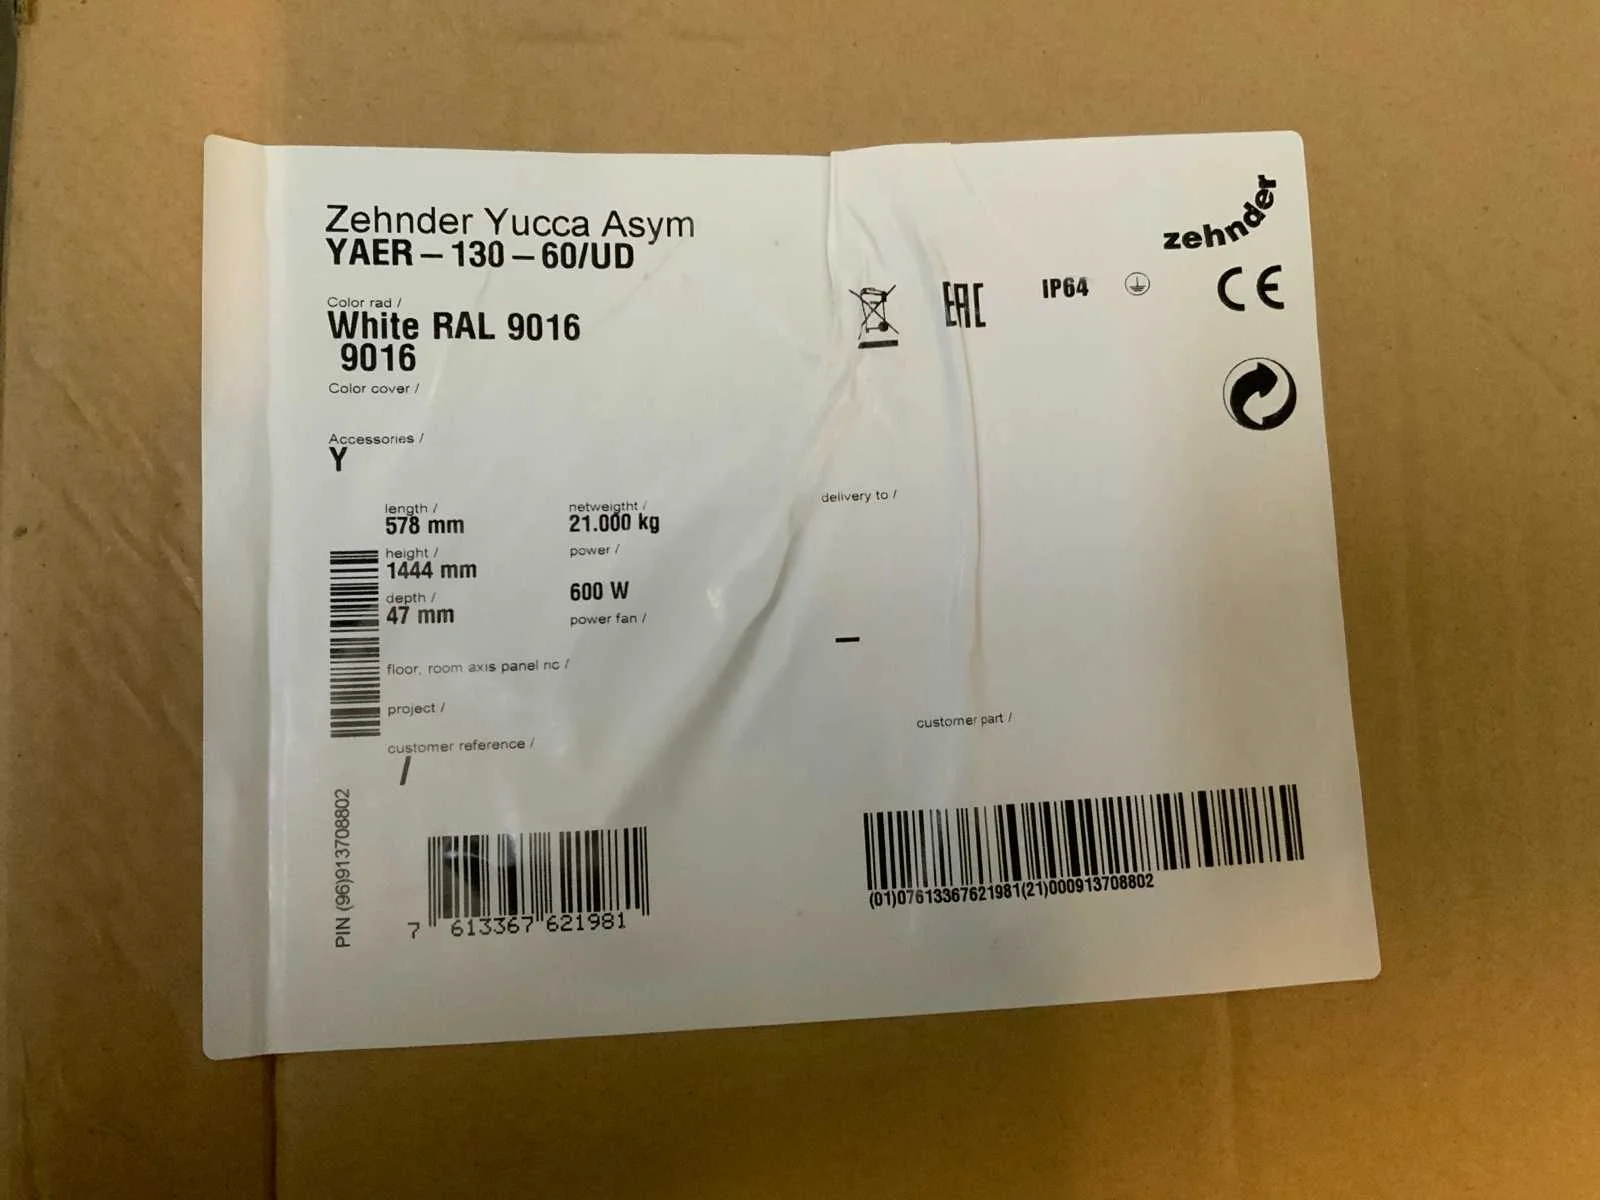 Zehnder Yucca Asym
YAER – 130 – 60/UD
Color rad /
White RAL 9016
9016
Color cover /
Accessories /
Y
zehnder
EAC
IP64
CE
length /
578 mm
height /
1444 mm
depth /
47 mm
netweigtht /
21.000 kg
power /
600 W
power fan /
delivery to /
–
floor, room axis panel nc /
project /
customer reference /
/
customer part /
PIN (96)913708802
7 613367 621981
(01)07613367621981(21)000913708802